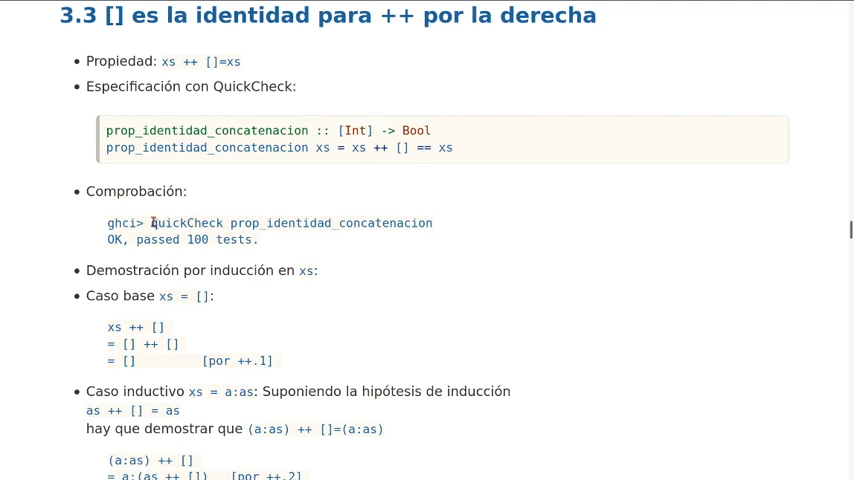 3.3 [] es la identidad para ++ por la derecha
• Propiedad: xs ++ []=xs
• Especificación con QuickCheck:
prop_identidad_concatenacion :: [Int] -> Bool
prop_identidad_concatenacion xs = xs ++ [] == xs
• Comprobación:
ghci> quickCheck prop_identidad_concatenacion
OK, passed 100 tests.
• Demostración por inducción en xs:
• Caso base xs = []:
xs ++ []
= [] ++ []
= [] [por ++.1]
• Caso inductivo xs = a:as: Suponiendo la hipótesis de inducción
as ++ [] = as
hay que demostrar que (a:as) ++ []=(a:as)
(a:as) ++ []
= a:(as ++ []) [por ++.2]